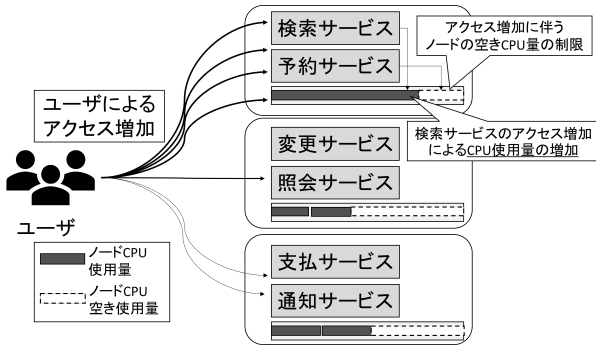 検索サービス
予約サービス
アクセス増加に伴う
ノードの空きCPU量の制限
ユーザによる
アクセス増加
検索サービスのアクセス増加
によるCPU使用量の増加
変更サービス
照会サービス
ユーザ
ノードCPU
使用量
ノードCPU
空き使用量
支払サービス
通知サービス